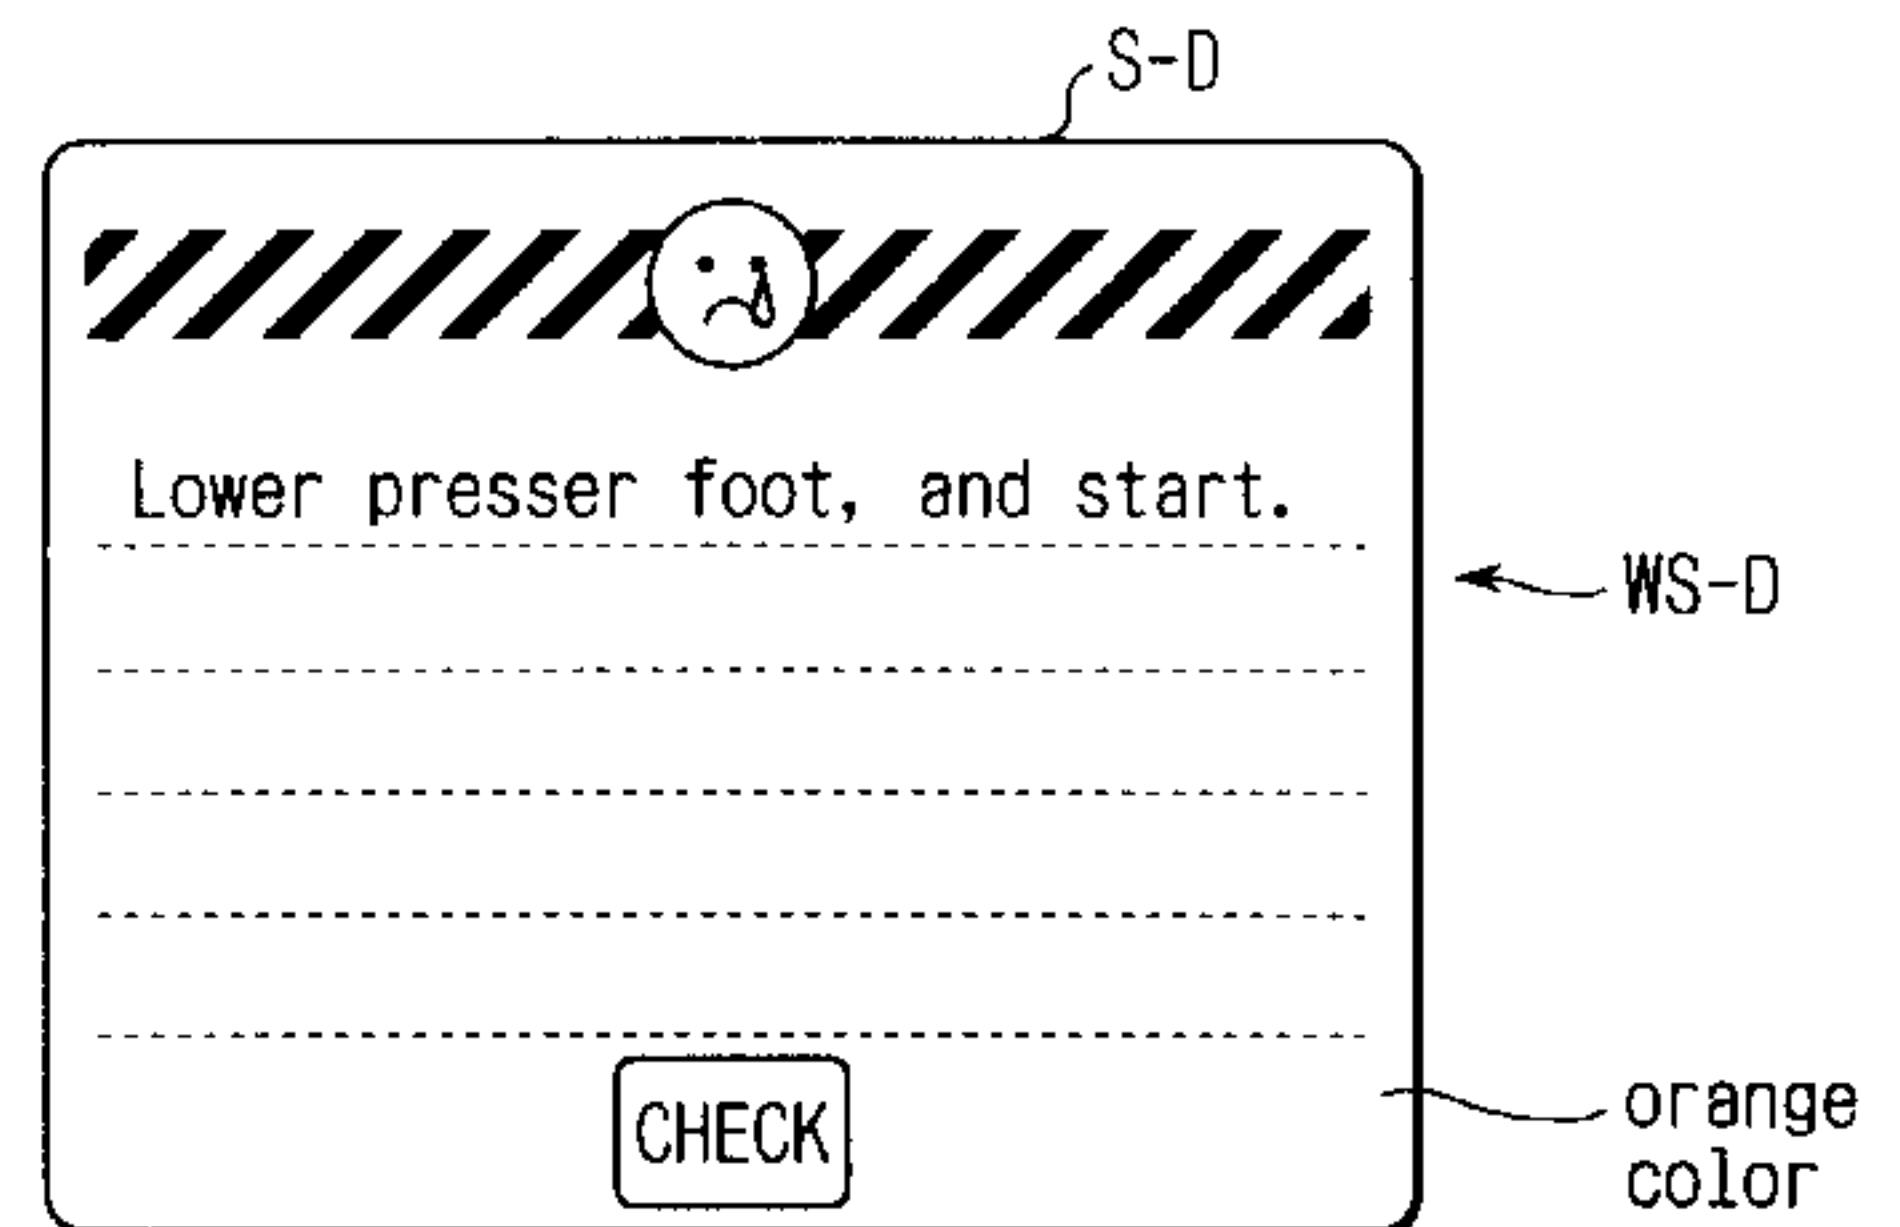 S-D
Lower presser foot, and start.
WS-D
CHECK
orange
color